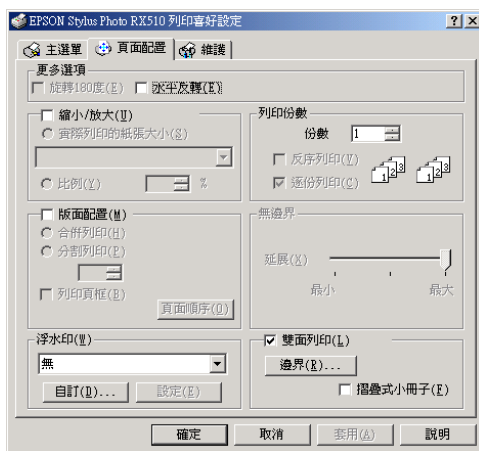 EPSON Stylus Photo RX510 列印喜好設定
主選單
頁面配置
維護
更多選項
旋轉180度(E)
水平反轉(E)
縮小/放大(U)
實際列印的紙張大小(S)
比例(Y)
%
列印份數
份數 1
反序列印(V)
逐份列印(C)
版面配置(M)
合併列印(H)
分割列印(P)
列印頁框(B)
頁面順序(O)
無邊界
延展(X)
最小 最大
浮水印(W)
無
自訂(D)...
設定(E)
雙面列印(L)
邊界(R)...
摺疊式小冊子(F)
確定
取消
套用(A)
說明